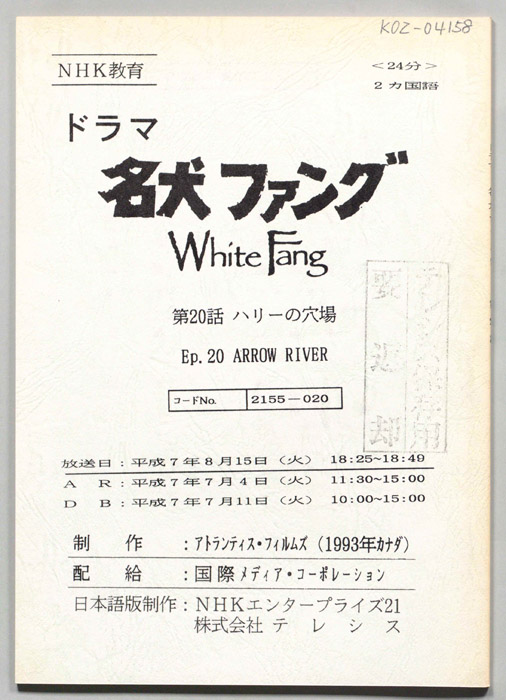 KOZ-04158
NHK教育
<24分>
2カ国語
ドラマ
名犬ファング
White Fang
第20話 ハリーの穴場
Ep.20 ARROW RIVER
コードNo. 2155-020
放送日:平成7年8月15日(火) 18:25~18:49
A R:平成7年7月4日(火) 11:30~15:00
D B:平成7年7月11日(火) 10:00~15:00
制作:アトランティス・フィルムズ(1993年カナダ)
配給:国際メディア・コーポレーション
日本語版制作:NHKエンタープライズ21
株式会社テレシス
要返却